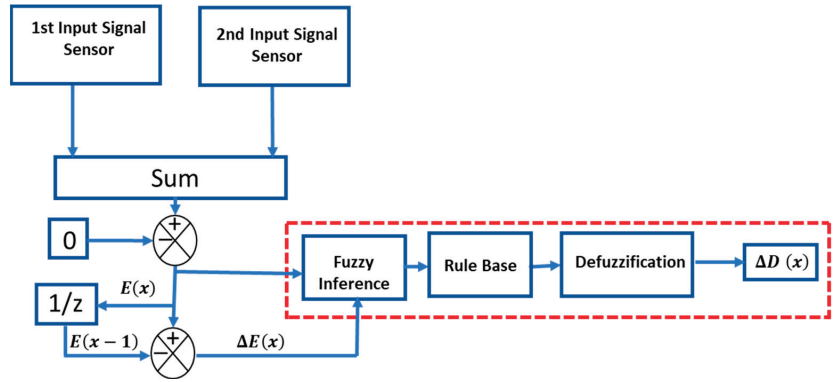 1st Input Signal
Sensor
2nd Input Signal
Sensor
Sum
+
−
0
E(x)
1/z
E(x − 1)
+
−
ΔE(x)
Fuzzy
Inference
Rule Base
Defuzzification
ΔD (x)